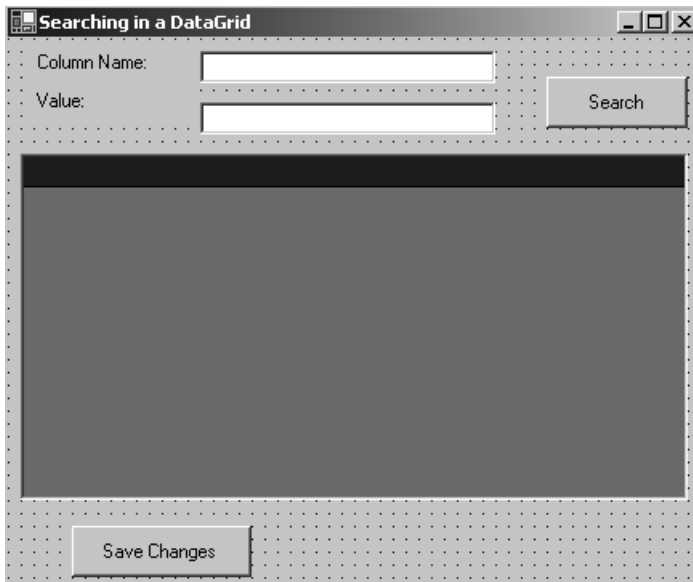 Searching in a DataGrid
Column Name:
Value:
Search
Save Changes